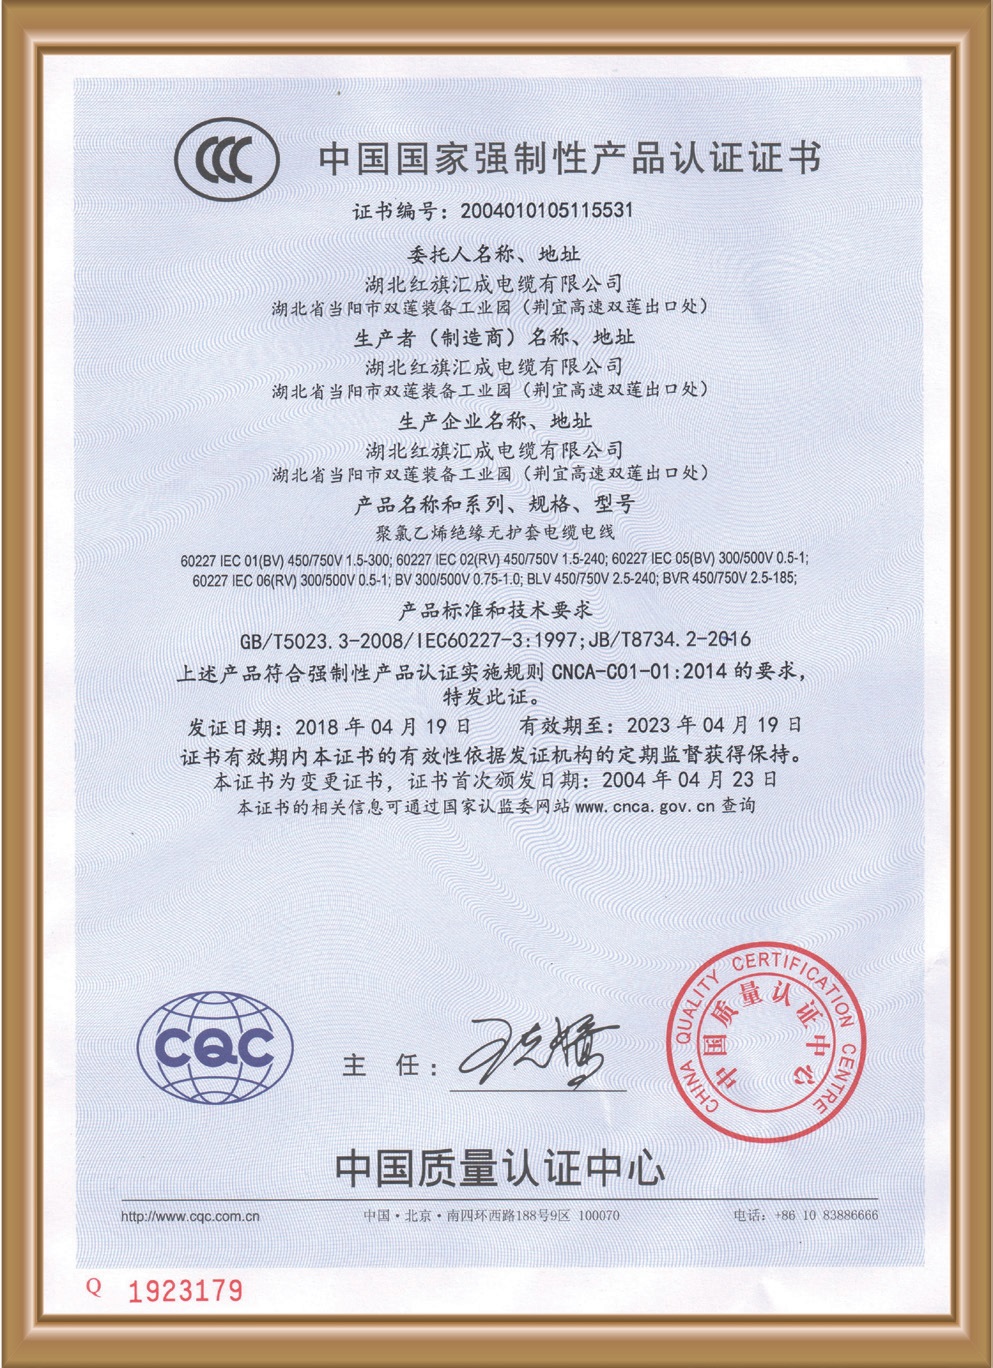 CCC
中国国家强制性产品认证证书
证书编号：2004010105115531
委托人名称、地址
湖北红旗汇成电缆有限公司
湖北省当阳市双莲装备工业园（荆宜高速双莲出口处）
生产者（制造商）名称、地址
湖北红旗汇成电缆有限公司
湖北省当阳市双莲装备工业园（荆宜高速双莲出口处）
生产企业名称、地址
湖北红旗汇成电缆有限公司
湖北省当阳市双莲装备工业园（荆宜高速双莲出口处）
产品名称和系列、规格、型号
聚氯乙烯绝缘无护套电缆电线
60227 IEC 01(BV) 450/750V 1.5-300; 60227 IEC 02(RV) 450/750V 1.5-240; 60227 IEC 05(BV) 300/500V 0.5-1;
60227 IEC 06(RV) 300/500V 0.5-1; BV 300/500V 0.75-1.0; BLV 450/750V 2.5-240; BVR 450/750V 2.5-185;
产品标准和技术要求
GB/T5023.3-2008/IEC60227-3:1997;JB/T8734.2-2016
上述产品符合强制性产品认证实施规则 CNCA-C01-01:2014 的要求，
特发此证。
发证日期：2018 年 04 月 19 日 有效期至：2023 年 04 月 19 日
证书有效期内本证书的有效性依据发证机构的定期监督获得保持。
本证书为变更证书，证书首次颁发日期：2004 年 04 月 23 日
本证书的相关信息可通过国家认监委网站 www.cnca.gov.cn 查询
CQC
主 任：
CHINA QUALITY CERTIFICATION CENTRE
中国质量认证中心
中国质量认证中心
http://www.cqc.com.cn 中国·北京·南四环西路188号9区 100070 电话：+86 10 83886666
Q 1923179